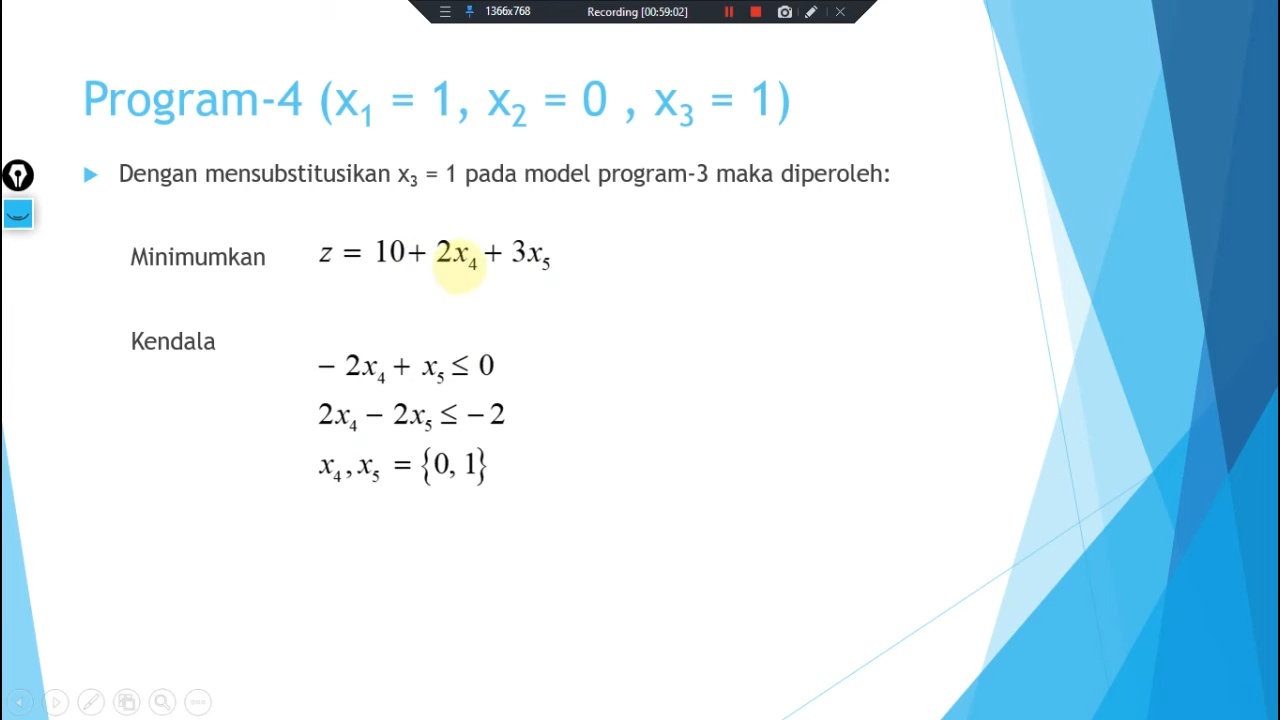 1366x768 Recording [00:59:02]
Program-4 (x₁ = 1, x₂ = 0 , x₃ = 1)
Dengan mensubstitusikan x₃ = 1 pada model program-3 maka diperoleh:
Minimumkan z = 10+ 2x₄ + 3x₅
Kendala
− 2x₄ + x₅ ≤ 0
2x₄ − 2x₅ ≤ −2
x₄, x₅ = {0, 1}